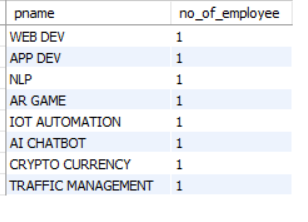 pname no_of_employee
WEB DEV 1
APP DEV 1
NLP 1
AR GAME 1
IOT AUTOMATION 1
AI CHATBOT 1
CRYPTO CURRENCY 1
TRAFFIC MANAGEMENT 1